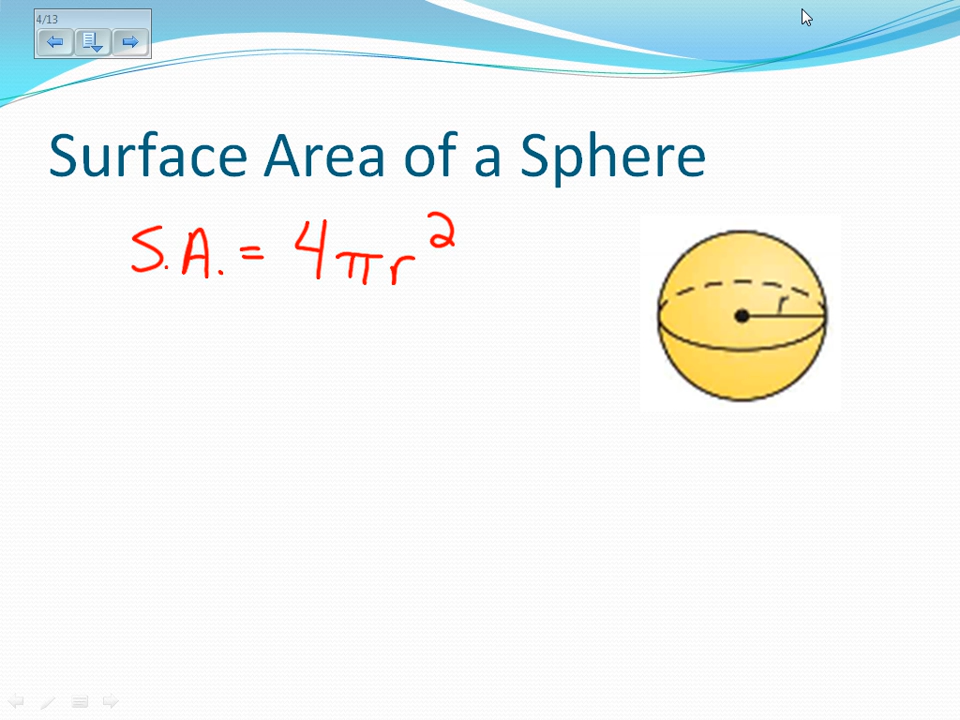 4/13
Surface Area of a Sphere
S.A. = 4πr²
r